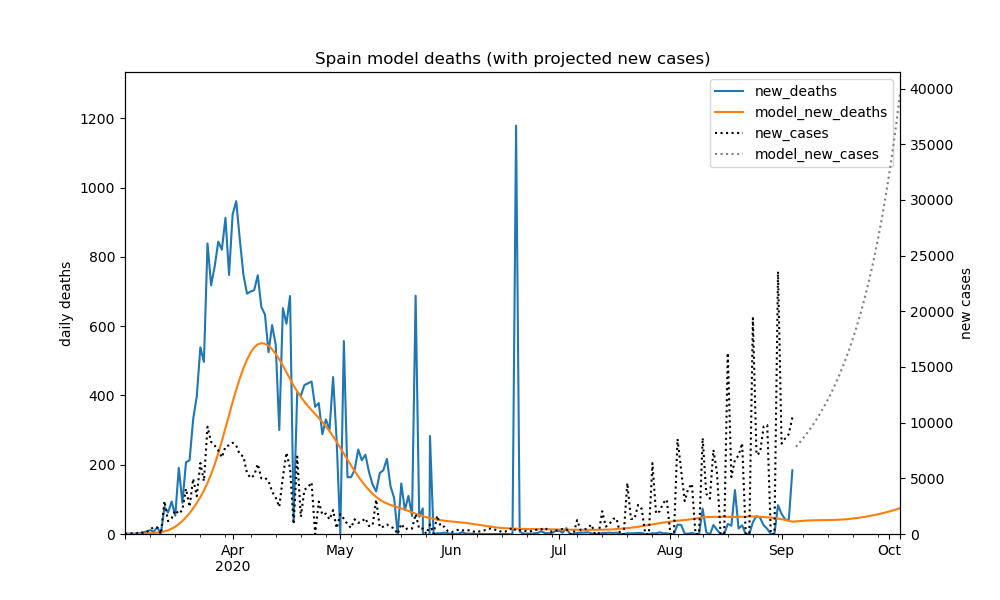 Spain model deaths (with projected new cases)
new_deaths
model_new_deaths
new_cases
model_new_cases
daily deaths
0
200
400
600
800
1000
1200
new cases
0
5000
10000
15000
20000
25000
30000
35000
40000
Apr
2020
May
Jun
Jul
Aug
Sep
Oct